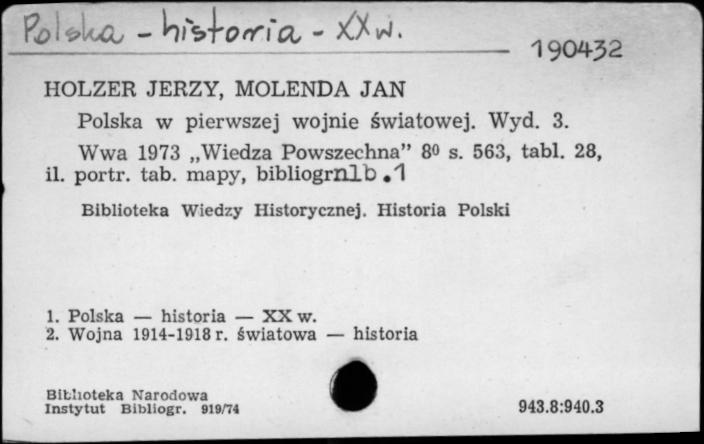 Polska - historia - XX w.
190432
HOLZER JERZY, MOLENDA JAN
Polska w pierwszej wojnie światowej. Wyd. 3.
Wwa 1973 „Wiedza Powszechna” 8⁰ s. 563, tabl. 28,
il. portr. tab. mapy, bibliogr nlb .1
Biblioteka Wiedzy Historycznej. Historia Polski
1. Polska — historia — XX w.
2. Wojna 1914-1918 r. światowa — historia
Biblioteka Narodowa
Instytut Bibliogr. 919/74
943.8:940.3